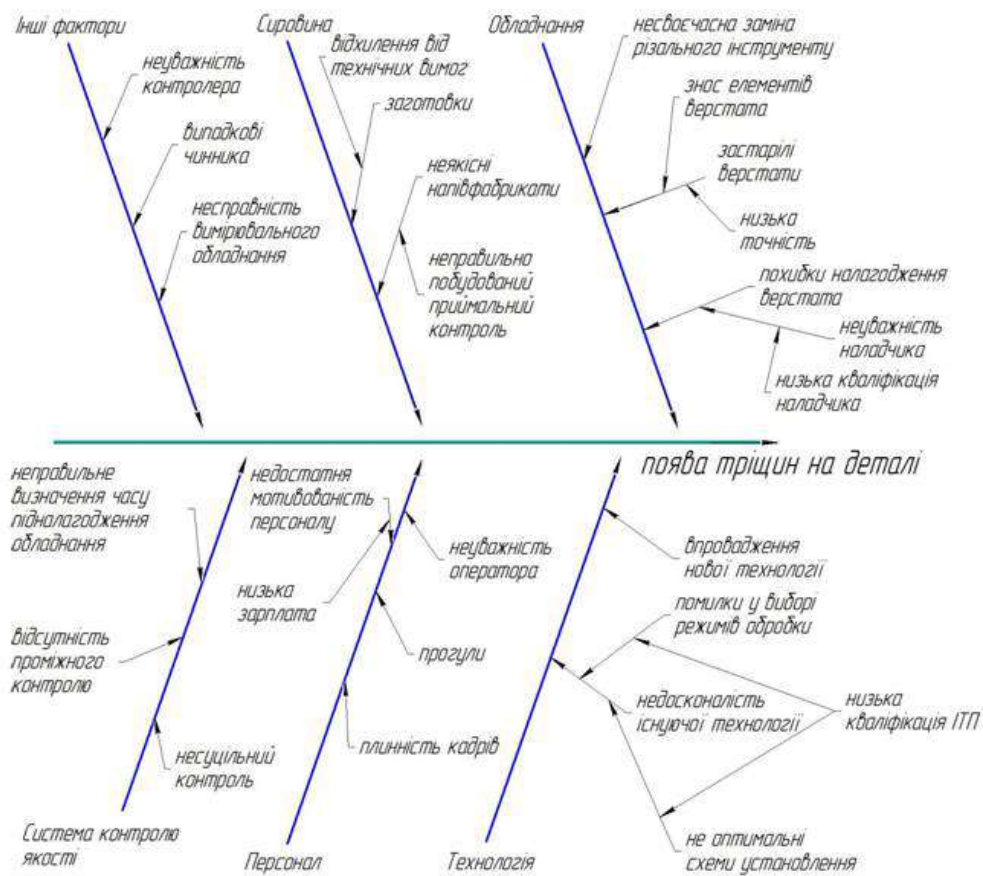 Інші фактори
неуважність
контролера
випадкові
чинника
несправність
вимірювального
обладнання
Сировина
відхилення від
технічних вимог
заготовки
неякісні
напівфабрикати
неправильно
побудований
приймальний
контроль
Обладнання
несвоєчасна заміна
різального інструменту
знос елементів
верстата
застарілі
верстати
низька
точність
похибки налагодження
верстата
неуважність
наладчика
низька кваліфікація
наладчика
поява тріщин на деталі
неправильне
визначення часу
підналагодження
обладнання
відсутність
проміжного
контролю
несуцільний
контроль
Система контролю
якості
недостатня
мотивованість
персоналу
неуважність
оператора
низька
зарплата
прогули
плинність кадрів
Персонал
впровадження
нової технології
помилки у виборі
режимів обробки
недосконалість
існуючої технології
низька
кваліфікація ІТП
не оптимальні
схеми установлення
Технологія